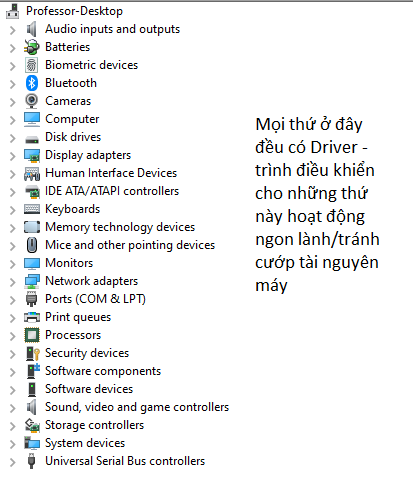 Professor-Desktop
Audio inputs and outputs
Batteries
Biometric devices
Bluetooth
Cameras
Computer
Disk drives
Display adapters
Human Interface Devices
IDE ATA/ATAPI controllers
Keyboards
Memory technology devices
Mice and other pointing devices
Monitors
Network adapters
Ports (COM & LPT)
Print queues
Processors
Security devices
Software components
Software devices
Sound, video and game controllers
Storage controllers
System devices
Universal Serial Bus controllers
Mọi thứ ở đây
đều có Driver -
trình điều khiển
cho những thứ
này hoạt động
ngon lành/tránh
cướp tài nguyên
máy